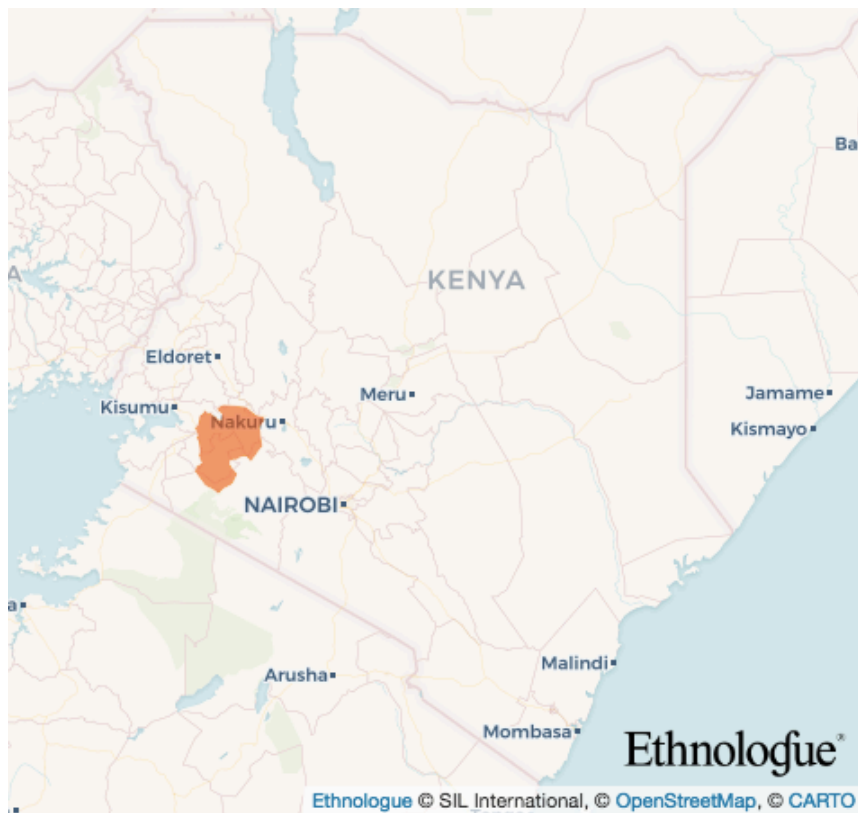 Ba
A
KENYA
Eldoret
Meru
Jamame
Kisumu
Nakuru
Kismayo
NAIROBI
a
Malindi
Arusha
Mombasa
Ethnologue®
Ethnologue © SIL International, © OpenStreetMap, © CARTO